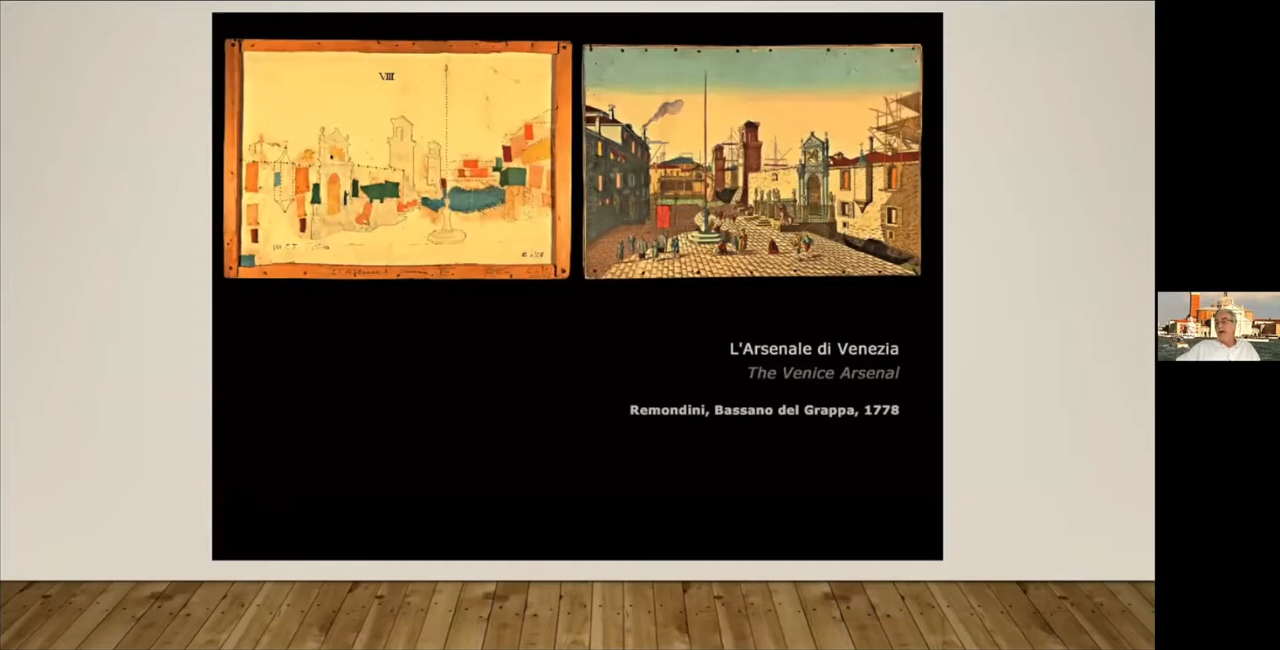 VIII
L'Arsenale di Venezia
The Venice Arsenal
Remondini, Bassano del Grappa, 1778